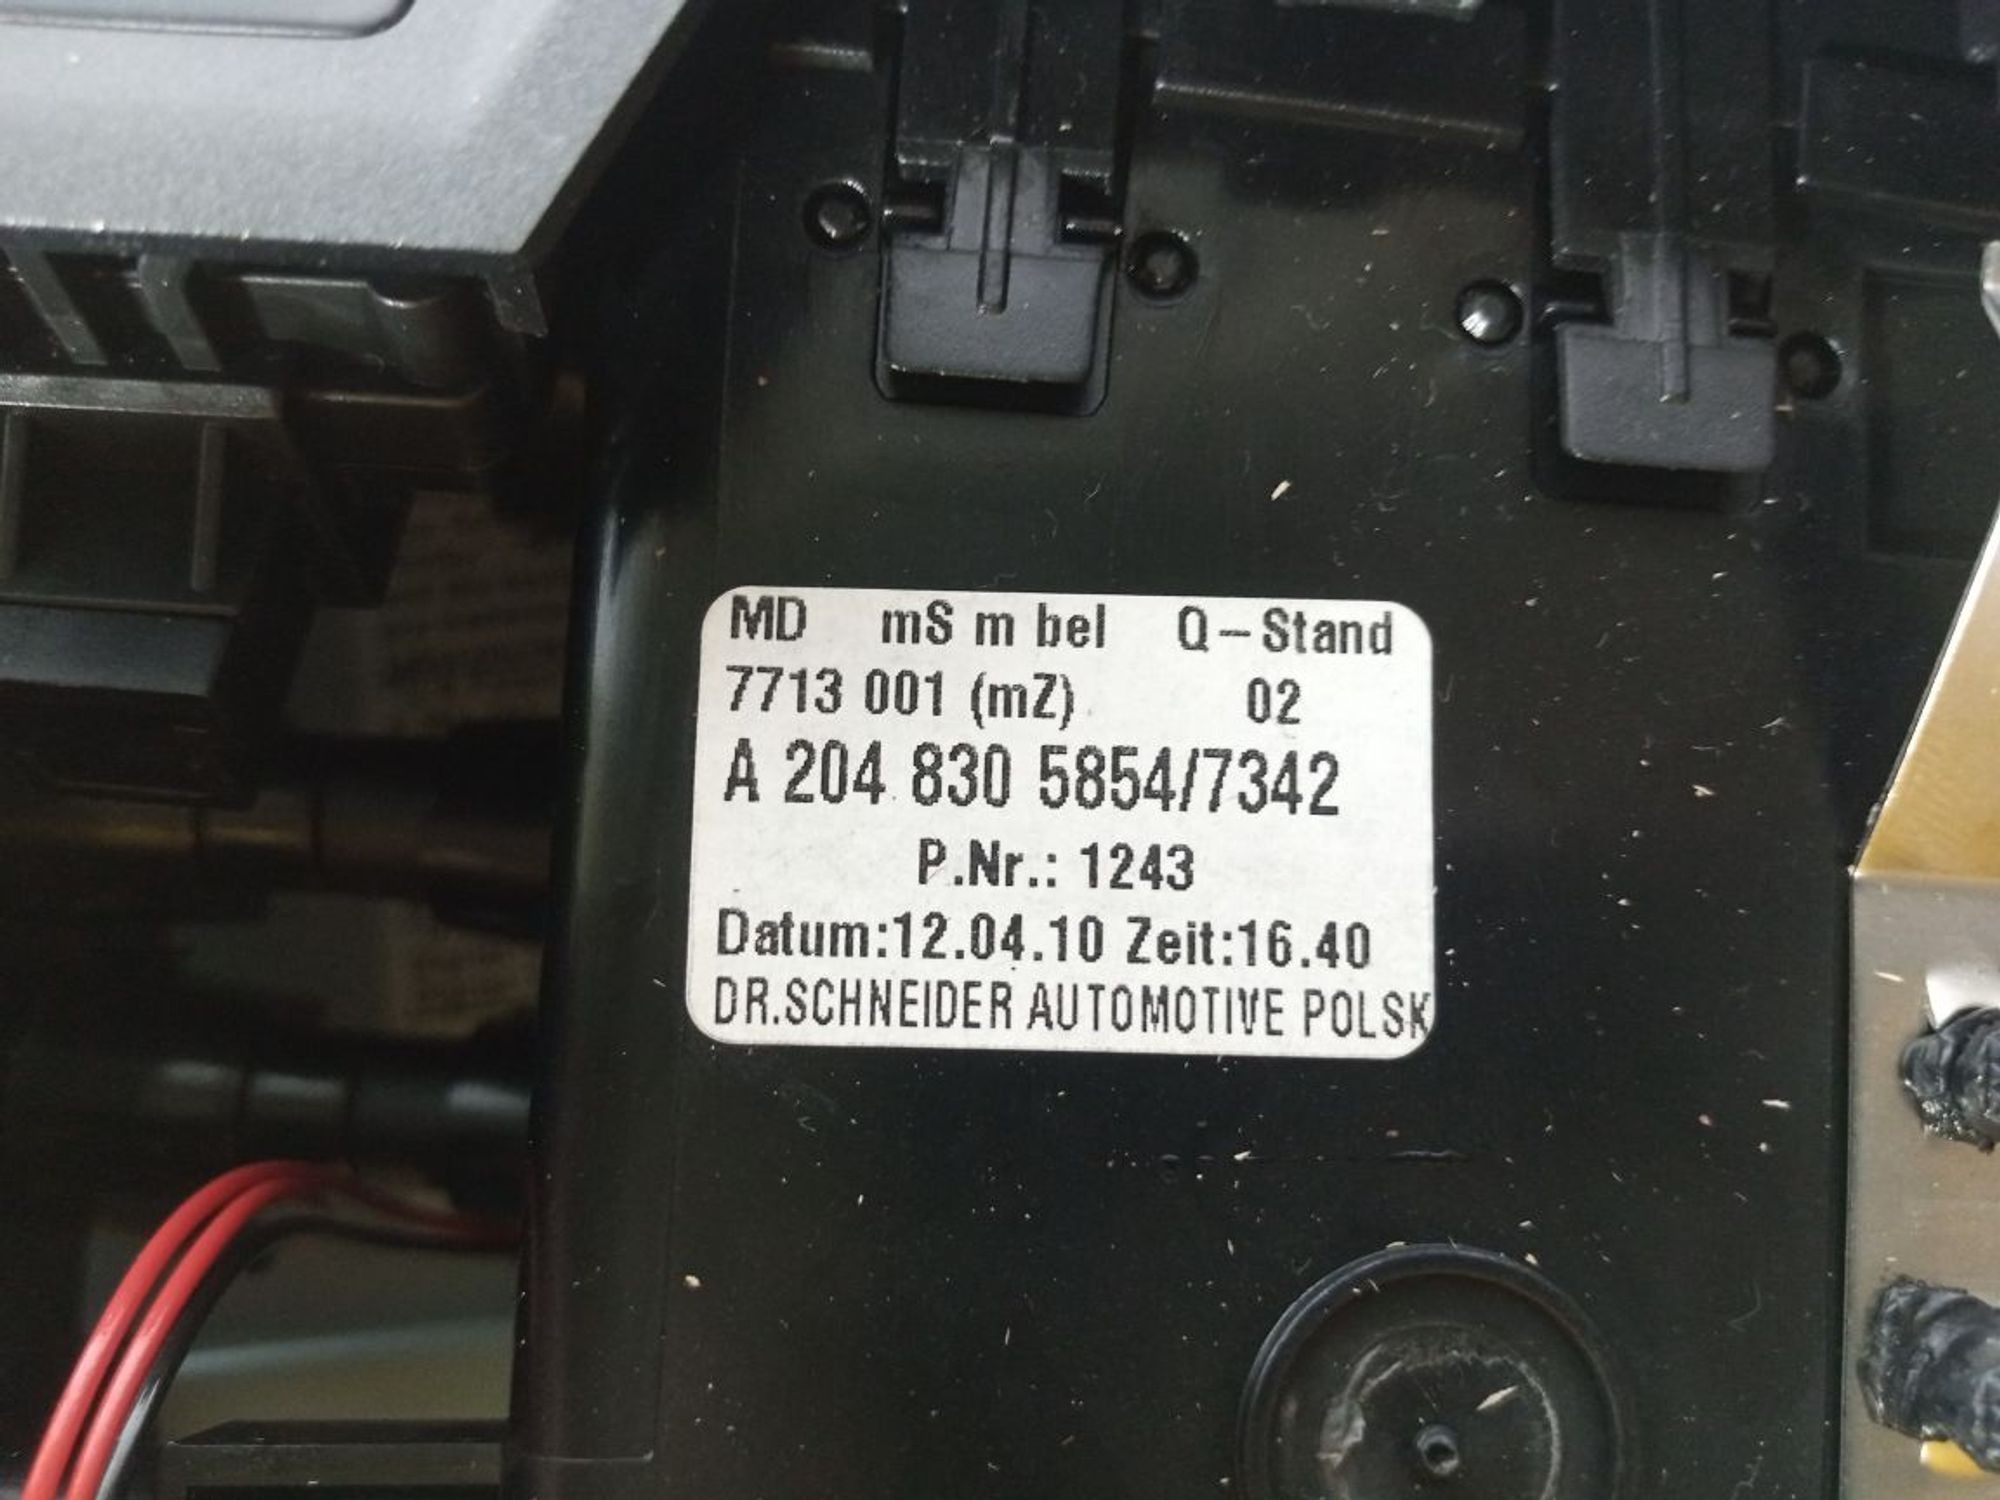 MD mS m bel Q-Stand
7713 001 (mZ) 02
A 204 830 5854/7342
P.Nr.: 1243
Datum:12.04.10 Zeit:16.40
DR.SCHNEIDER AUTOMOTIVE POLSK